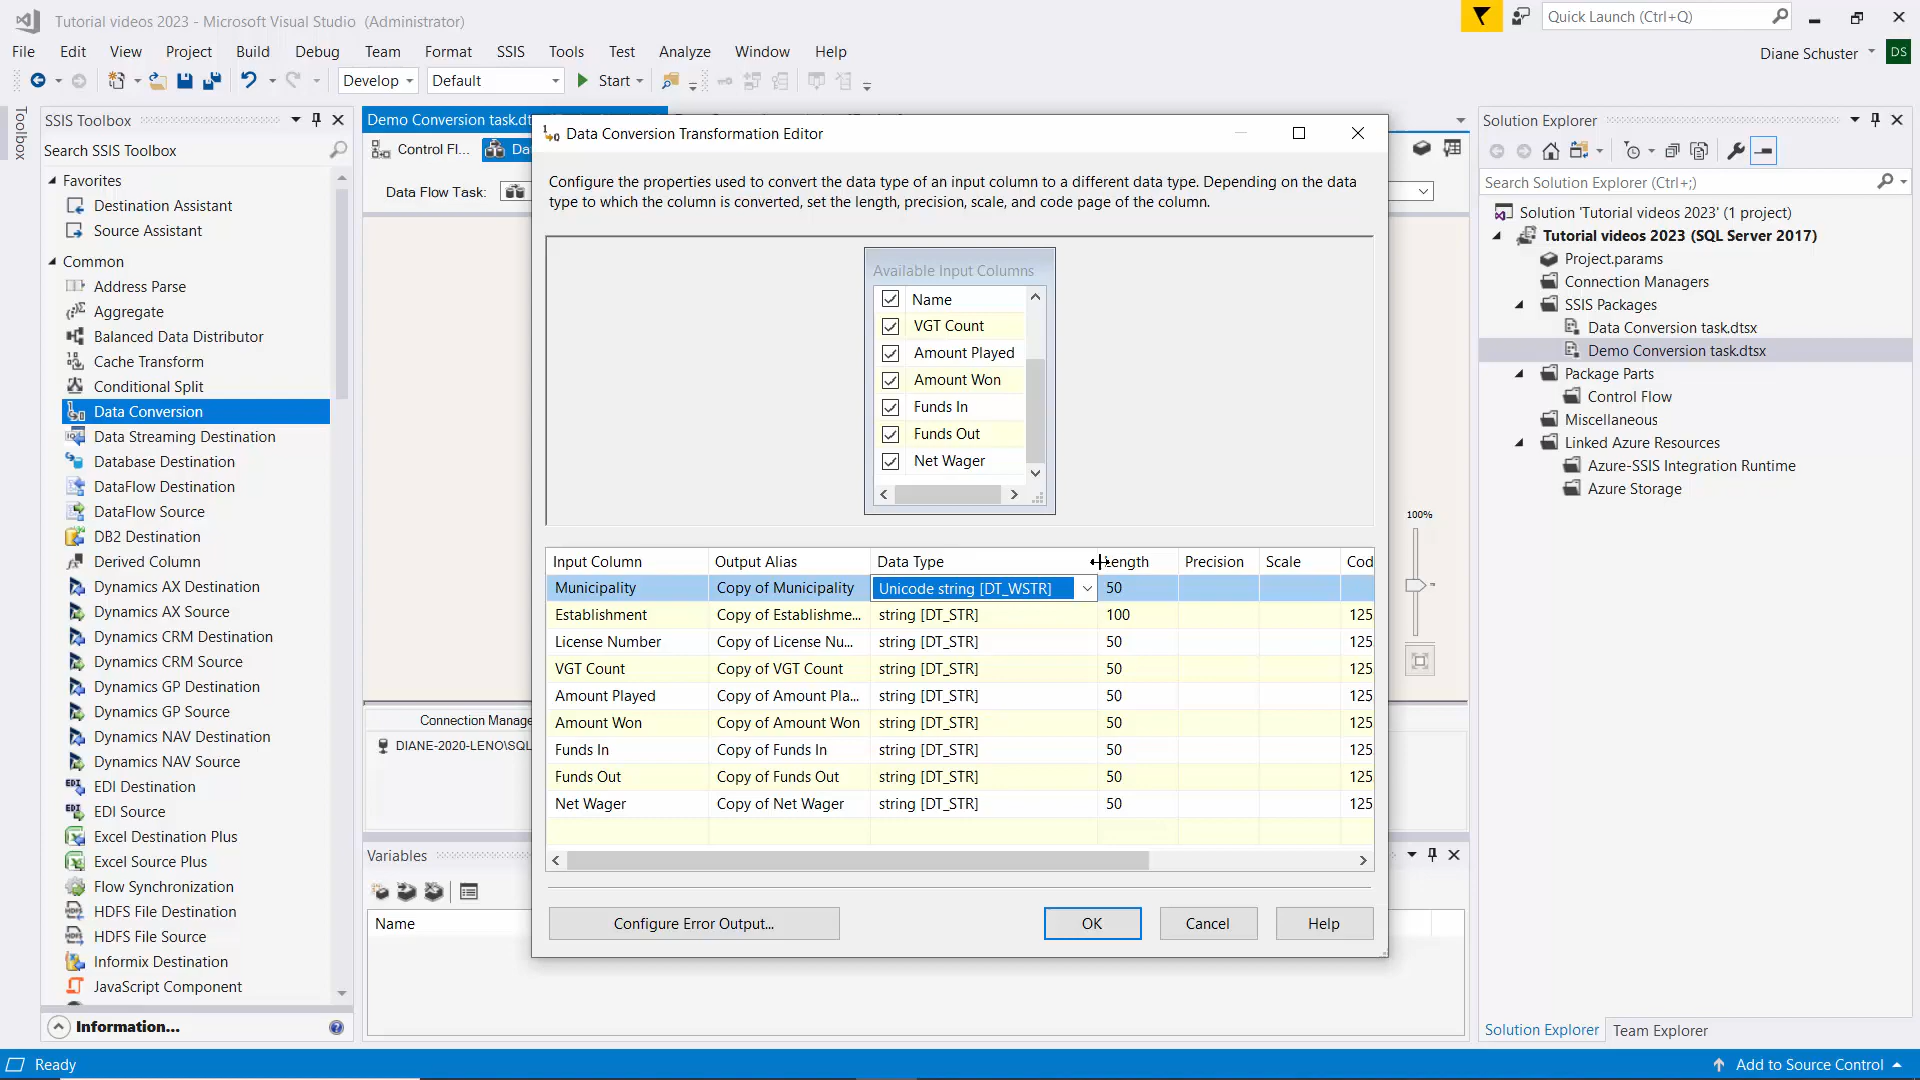 Tutorial videos 2023 - Microsoft Visual Studio (Administrator)
Quick Launch (Ctrl+Q)
File Edit View Project Build Debug Team Format SSIS Tools Test Analyze Window Help
Diane Schuster
DS
Develop
Default
Start
Toolbox
SSIS Toolbox
Search SSIS Toolbox
Favorites
Destination Assistant
Source Assistant
Common
Address Parse
Aggregate
Balanced Data Distributor
Cache Transform
Conditional Split
Data Conversion
Data Streaming Destination
Database Destination
DataFlow Destination
DataFlow Source
DB2 Destination
Derived Column
Dynamics AX Destination
Dynamics AX Source
Dynamics CRM Destination
Dynamics CRM Source
Dynamics GP Destination
Dynamics GP Source
Dynamics NAV Destination
Dynamics NAV Source
EDI Destination
EDI Source
Excel Destination Plus
Excel Source Plus
Flow Synchronization
HDFS File Destination
HDFS File Source
Informix Destination
JavaScript Component
Information...
Demo Conversion task.dt
Control Fl...
Da
Data Flow Task:
Connection Manage
DIANE-2020-LENO\SQL
Variables
Name
100%
Data Conversion Transformation Editor
Configure the properties used to convert the data type of an input column to a different data type. Depending on the data
type to which the column is converted, set the length, precision, scale, and code page of the column.
Available Input Columns
Name
VGT Count
Amount Played
Amount Won
Funds In
Funds Out
Net Wager
Input Column Output Alias Data Type Length Precision Scale Cod
Municipality Copy of Municipality Unicode string [DT_WSTR] 50
Establishment Copy of Establishme... string [DT_STR] 100 125
License Number Copy of License Nu... string [DT_STR] 50 125
VGT Count Copy of VGT Count string [DT_STR] 50 125
Amount Played Copy of Amount Pla... string [DT_STR] 50 125
Amount Won Copy of Amount Won string [DT_STR] 50 125
Funds In Copy of Funds In string [DT_STR] 50 125
Funds Out Copy of Funds Out string [DT_STR] 50 125
Net Wager Copy of Net Wager string [DT_STR] 50 125
Configure Error Output...
OK
Cancel
Help
Solution Explorer
Search Solution Explorer (Ctrl+;)
Solution 'Tutorial videos 2023' (1 project)
Tutorial videos 2023 (SQL Server 2017)
Project.params
Connection Managers
SSIS Packages
Data Conversion task.dtsx
Demo Conversion task.dtsx
Package Parts
Control Flow
Miscellaneous
Linked Azure Resources
Azure-SSIS Integration Runtime
Azure Storage
Solution Explorer
Team Explorer
Ready
Add to Source Control